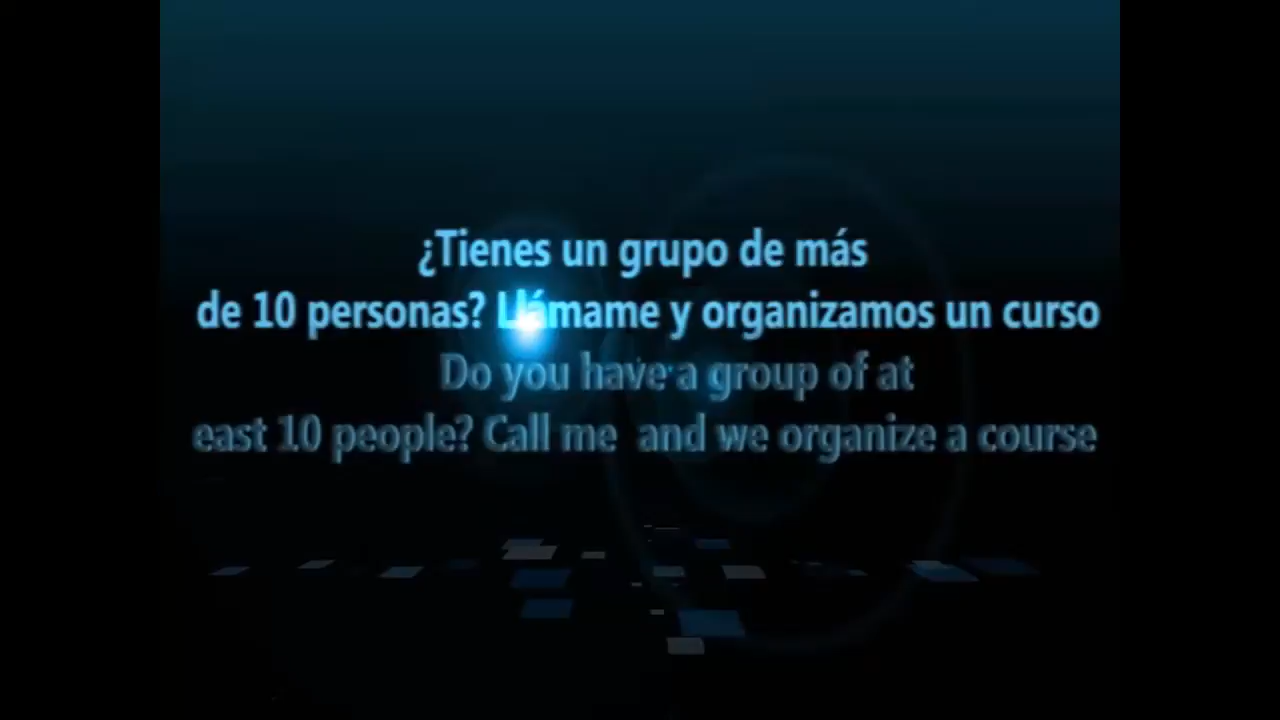 ¿Tienes un grupo de más
de 10 personas? Llámame y organizamos un curso
Do you have a group of at
east 10 people? Call me and we organize a course